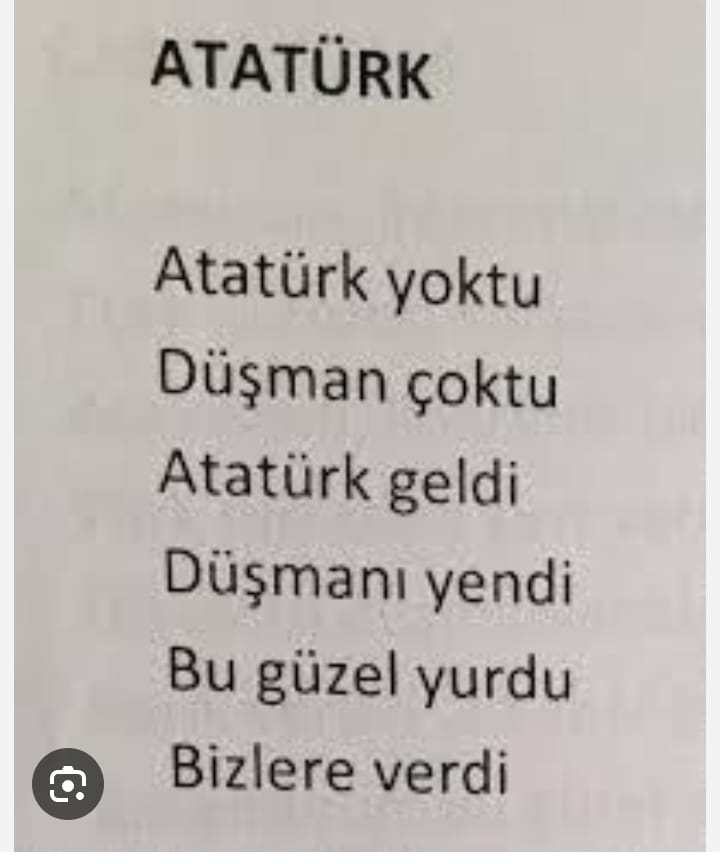 ATATÜRK
Atatürk yoktu
Düşman çoktu
Atatürk geldi
Düşmanı yendi
Bu güzel yurdu
Bizlere verdi